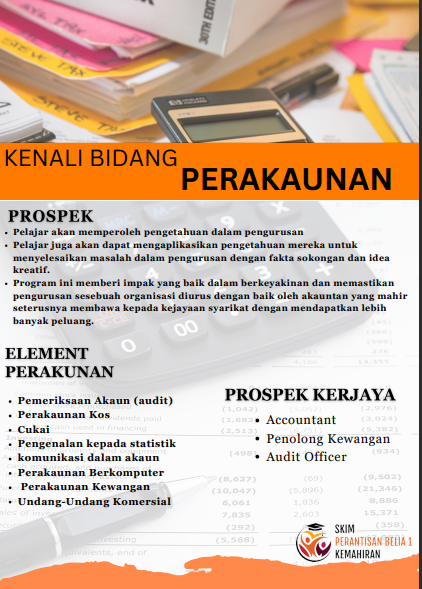 30TH EDITI
STEVE TAX
KENALI BIDANG
PERAKAUNAN
PROSPEK
• Pelajar akan memperoleh pengetahuan dalam pengurusan
• Pelajar juga akan dapat mengaplikasikan pengetahuan mereka untuk
menyelesaikan masalah dalam pengurusan dengan fakta sokongan dan idea
kreatif.
• Program ini memberi impak yang baik dalam berkeyakinan dan memastikan
pengurusan sesebuah organisasi diurus dengan baik oleh akauntan yang mahir
seterusnya membawa kepada kejayaan syarikat dengan mendapatkan lebih
banyak peluang.
ELEMENT
PERAKUNAN
• Pemeriksaan Akaun (audit)
• Perakaunan Kos
• Cukai
• Pengenalan kepada statistik
• komunikasi dalam akaun
• Perakaunan Berkomputer
• Perakaunan Kewangan
• Undang-Undang Komersial
PROSPEK KERJAYA
• Accountant
• Penolong Kewangan
• Audit Officer
SKIM
PERANTISAN BELIA 1
KEMAHIRAN